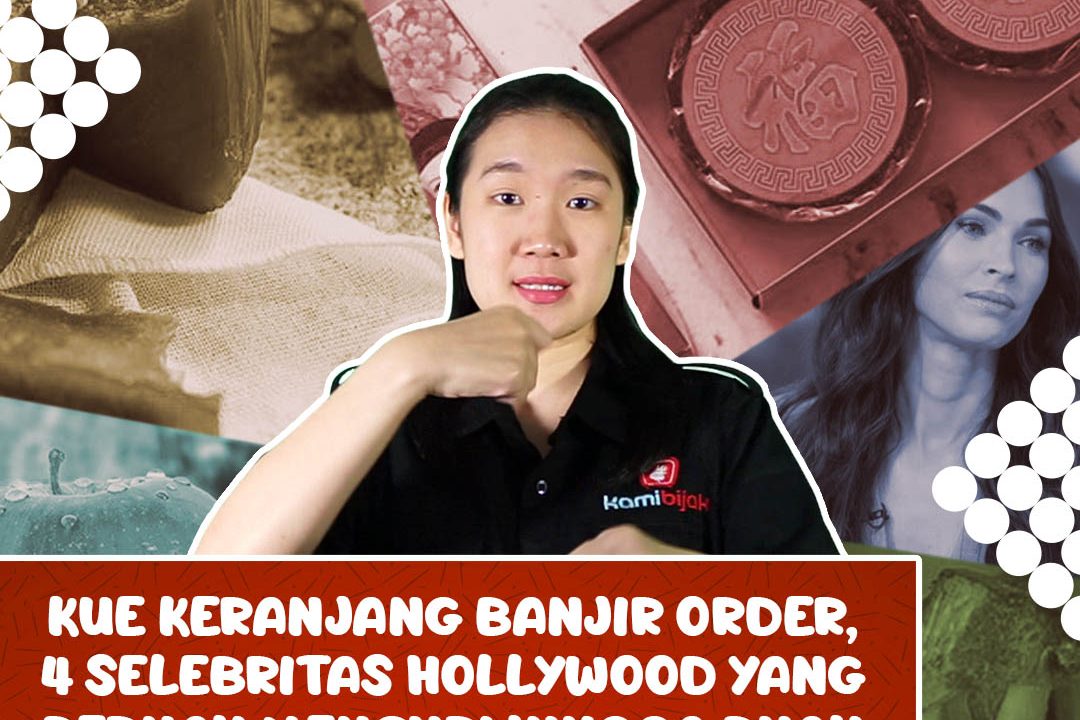 福
kamibijak
KUE KERANJANG BANJIR ORDER,
4 SELEBRITAS HOLLYWOOD YANG